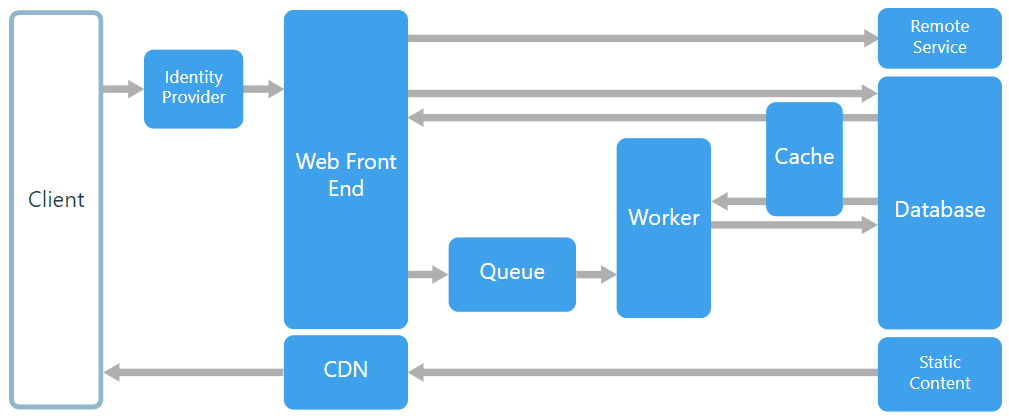 Client
Identity
Provider
Web Front
End
Remote
Service
Cache
Worker
Database
Queue
CDN
Static
Content